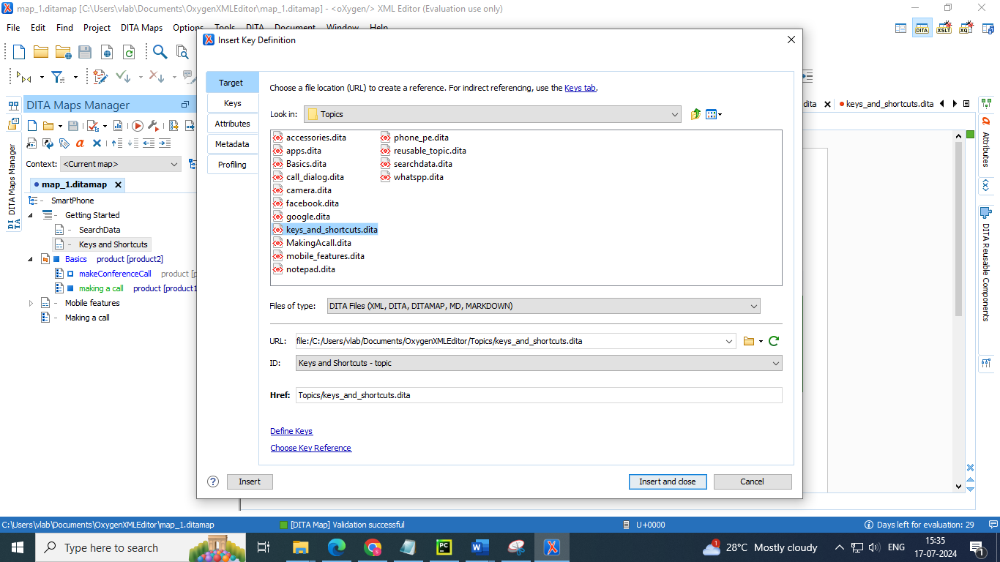 map_1.ditamap [C:\Users\vlab\Documents\OxygenXMLEditor\map_1.ditamap] - <oXygen/> XML Editor (Evaluation use only)
File Edit Find Project DITA Maps Options Tools DITA Document Window Help
DITA XSLT XQ
Insert Key Definition
DITA Maps Manager
Context: <Current map>
map_1.ditamap
SmartPhone
Getting Started
SearchData
Keys and Shortcuts
Basics product [product2]
makeConferenceCall product [p
making a call product [product1
Mobile features
Making a call
DITA Maps Manager
Target
Keys
Attributes
Metadata
Profiling
Choose a file location (URL) to create a reference. For indirect referencing, use the Keys tab.
Look in: Topics
accessories.dita
apps.dita
Basics.dita
call_dialog.dita
camera.dita
facebook.dita
google.dita
keys_and_shortcuts.dita
MakingAcall.dita
mobile_features.dita
notepad.dita
phone_pe.dita
reusable_topic.dita
searchdata.dita
whatspp.dita
Files of type: DITA Files (XML, DITA, DITAMAP, MD, MARKDOWN)
URL: file:/C:/Users/vlab/Documents/OxygenXMLEditor/Topics/keys_and_shortcuts.dita
ID: Keys and Shortcuts - topic
Href: Topics/keys_and_shortcuts.dita
Define Keys
Choose Key Reference
? Insert Insert and close Cancel
dita keys_and_shortcuts.dita
Attributes
DITA Reusable Components
C:\Users\vlab\Documents\OxygenXMLEditor\map_1.ditamap [DITA Map] Validation successful U+0000 Days left for evaluation: 29
Type here to search
PC
W
1
28°C Mostly cloudy
ENG
15:35
17-07-2024
1